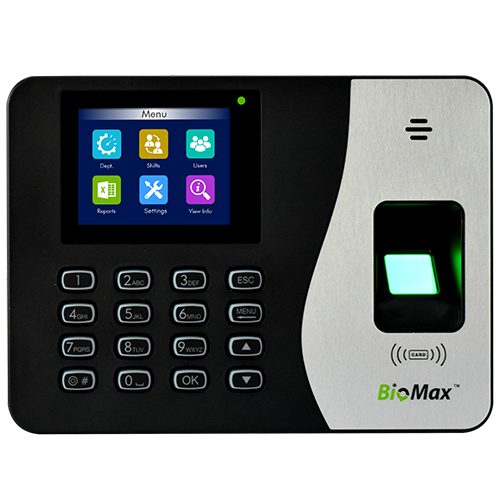 Menu
Dept. Shifts Users
Reports Settings View Info
1 2ABC 3DEF ESC
4GHI 5JKL 6MNO MENU
7PQRS 8TUV 9WXYZ ▲
#  0 OK ▼
CARD
BioMax™